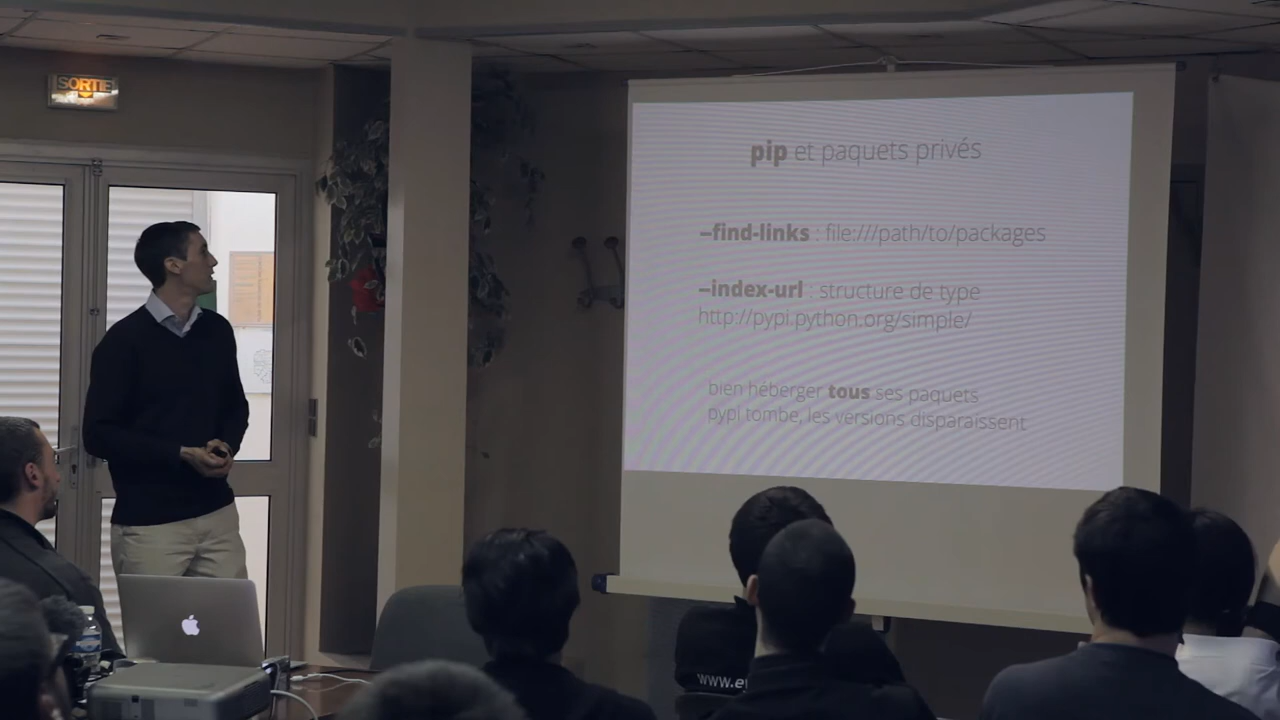 SORTIE
pip et paquets privés
--find-links : file:///path/to/packages
--index-url : structure de type
http://pypi.python.org/simple/
bien héberger tous ses paquets
pypi tombe, les versions disparaissent